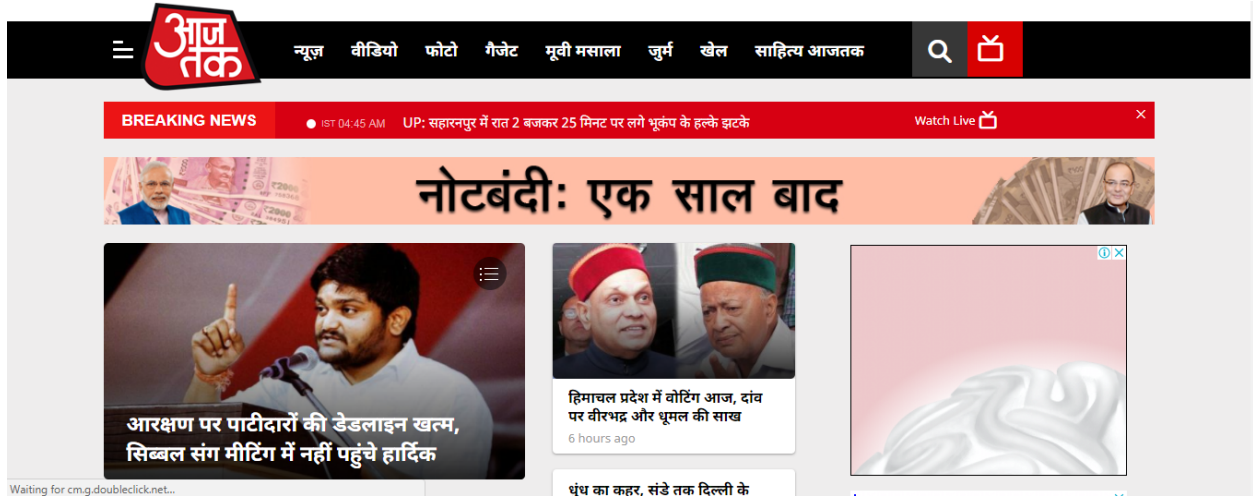 आज
तक
न्यूज़ वीडियो फोटो गैजेट मूवी मसाला जुर्म खेल साहित्य आजतक
BREAKING NEWS IST 04:45 AM UP: सहारनपुर में रात 2 बजकर 25 मिनट पर लगे भूकंप के हल्के झटके Watch Live
नोटबंदी: एक साल बाद
आरक्षण पर पाटीदारों की डेडलाइन खत्म,
सिब्बल संग मीटिंग में नहीं पहुंचे हार्दिक
हिमाचल प्रदेश में वोटिंग आज, दांव
पर वीरभद्र और धूमल की साख
6 hours ago
धुंध का कहर, संडे तक दिल्ली के
Waiting for cm.g.doubleclick.net...